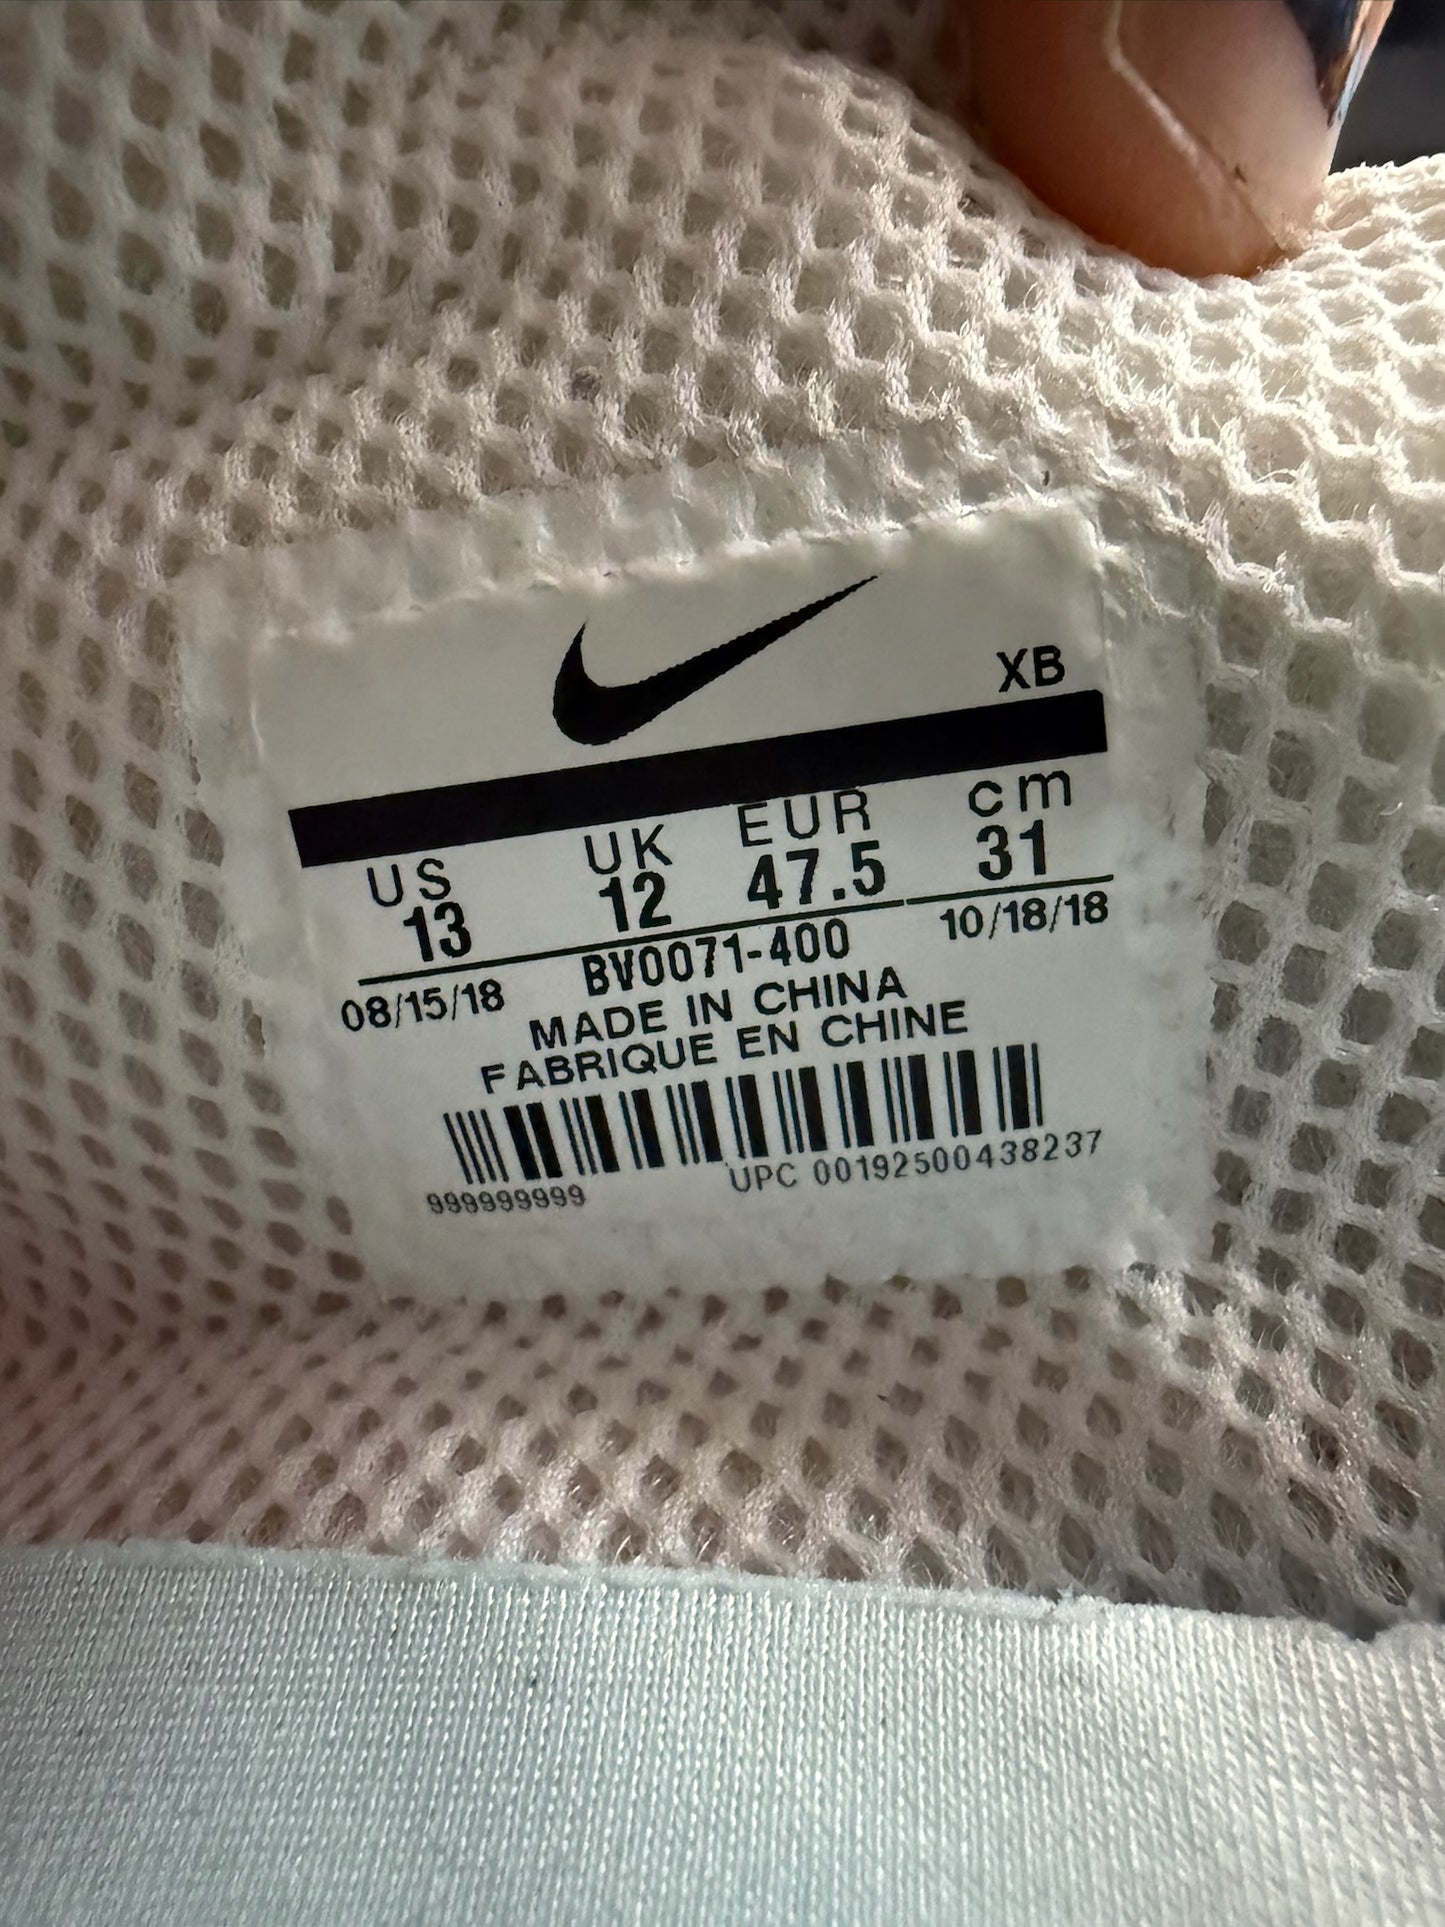 XB
US UK EUR cm
13 12 47.5 31
08/15/18 BV0071-400 10/18/18
MADE IN CHINA
FABRIQUE EN CHINE
999999999 UPC 00192500438237